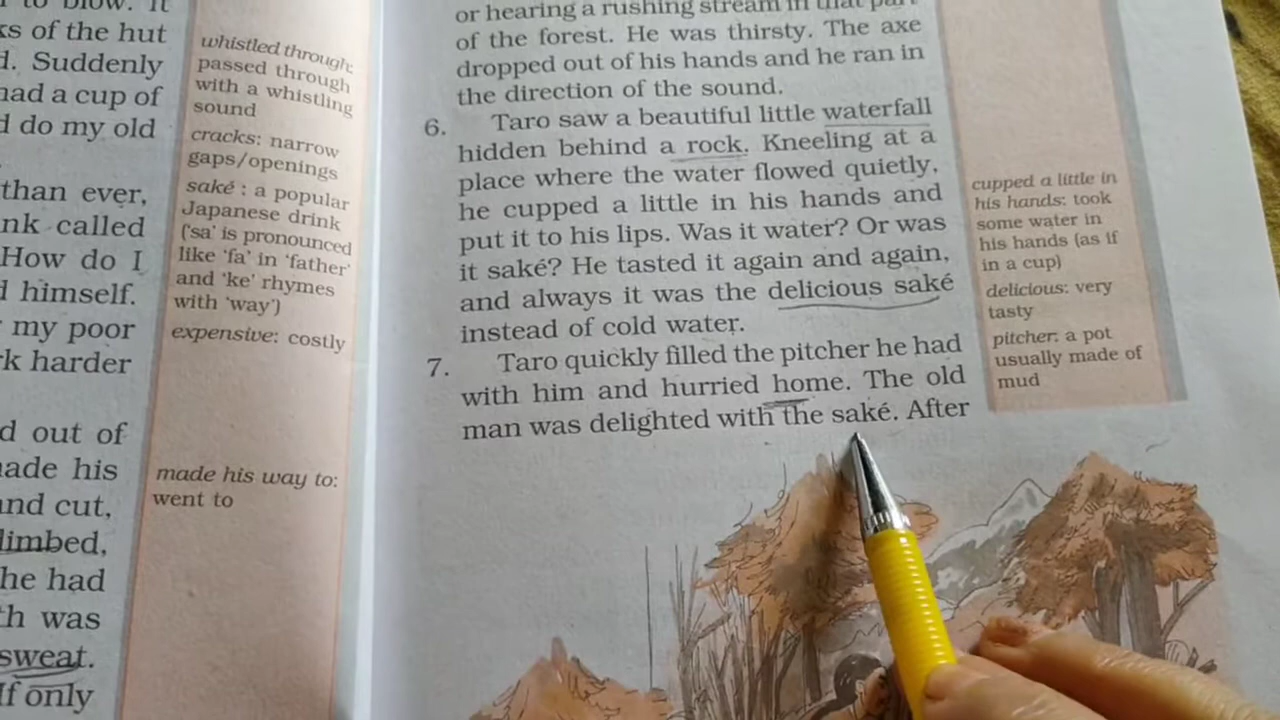 to blow. It
of the hut
Suddenly
had a cup of
do my old
than ever,
called
How do I
himself.
my poor
harder
out of
his
cut,
he had
was
sweat.
If only
whistled through:
passed through
with a whistling
sound
cracks: narrow
gaps/openings
saké : a popular
Japanese drink
('sa' is pronounced
like 'fa' in 'father'
and 'ke' rhymes
with 'way')
expensive: costly
made his way to:
went to
or hearing a rushing stream in that part
of the forest. He was thirsty. The axe
dropped out of his hands and he ran in
the direction of the sound.
6. Taro saw a beautiful little waterfall
hidden behind a rock. Kneeling at a
place where the water flowed quietly,
he cupped a little in his hands and
put it to his lips. Was it water? Or was
it saké? He tasted it again and again,
and always it was the delicious saké
instead of cold water.
7. Taro quickly filled the pitcher he had
with him and hurried home. The old
man was delighted with the saké. After
cupped a little in
his hands: took
some water in
his hands (as if
in a cup)
delicious: very
tasty
pitcher: a pot
usually made of
mud